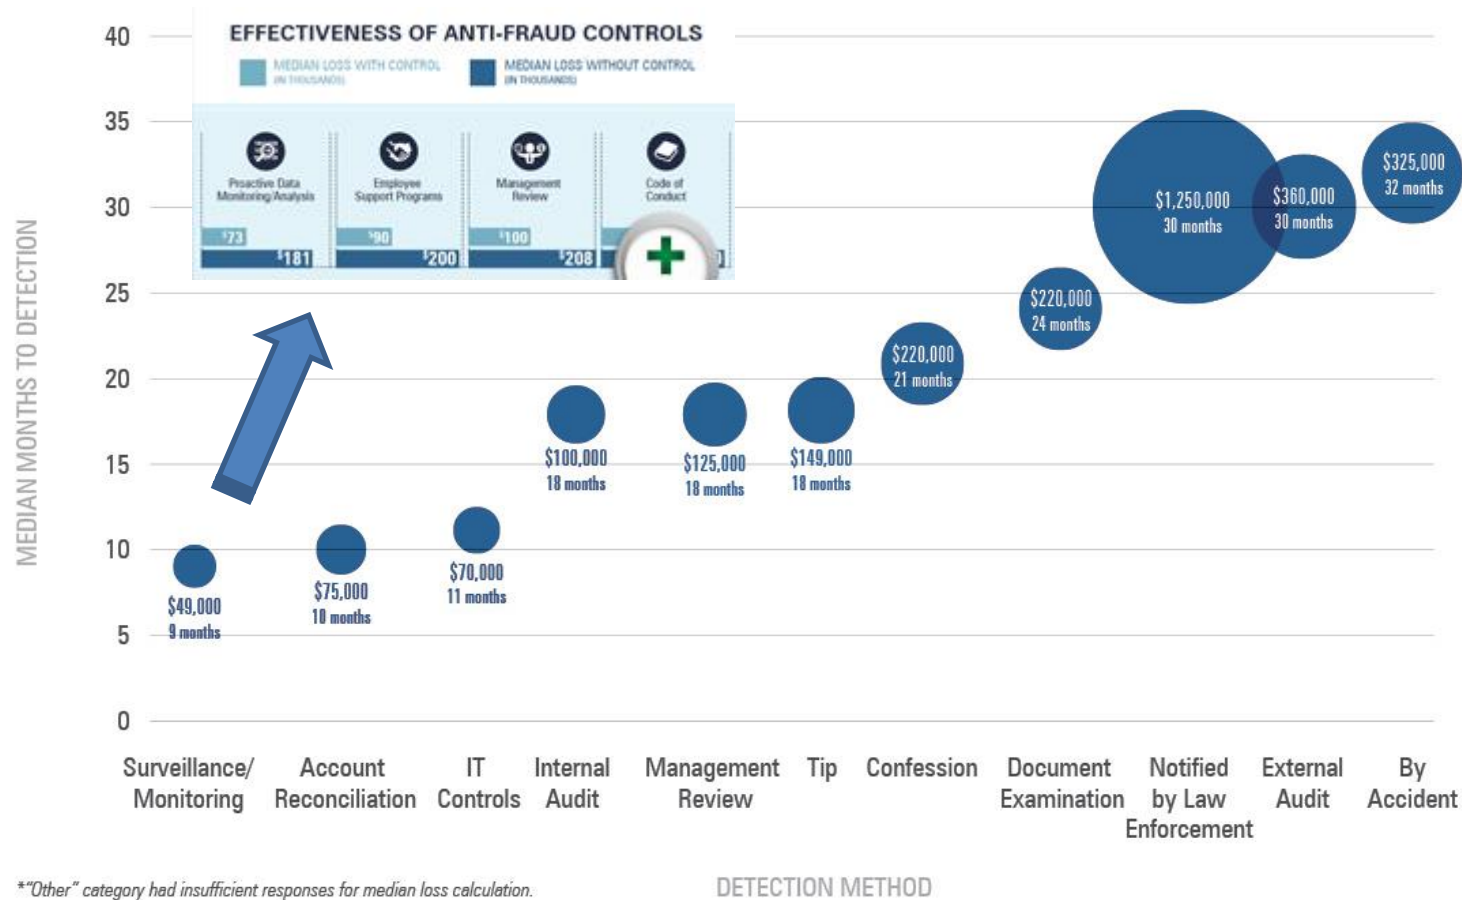 EFFECTIVENESS OF ANTI-FRAUD CONTROLS
MEDIAN LOSS WITH CONTROL
(IN THOUSANDS)
MEDIAN LOSS WITHOUT CONTROL
(IN THOUSANDS)
Proactive Data
Monitoring/Analysis
Employee
Support Programs
Management
Review
Code of
Conduct
$73
$90
$100
$181
$200
$208
MEDIAN MONTHS TO DETECTION
40
35
30
25
20
15
10
5
0
$49,000
9 months
$75,000
10 months
$70,000
11 months
$100,000
18 months
$125,000
18 months
$149,000
18 months
$220,000
21 months
$220,000
24 months
$1,250,000
30 months
$360,000
30 months
$325,000
32 months
Surveillance/
Monitoring
Account
Reconciliation
IT
Controls
Internal
Audit
Management
Review
Tip
Confession
Document
Examination
Notified
by Law
Enforcement
External
Audit
By
Accident
*"Other" category had insufficient responses for median loss calculation.
DETECTION METHOD